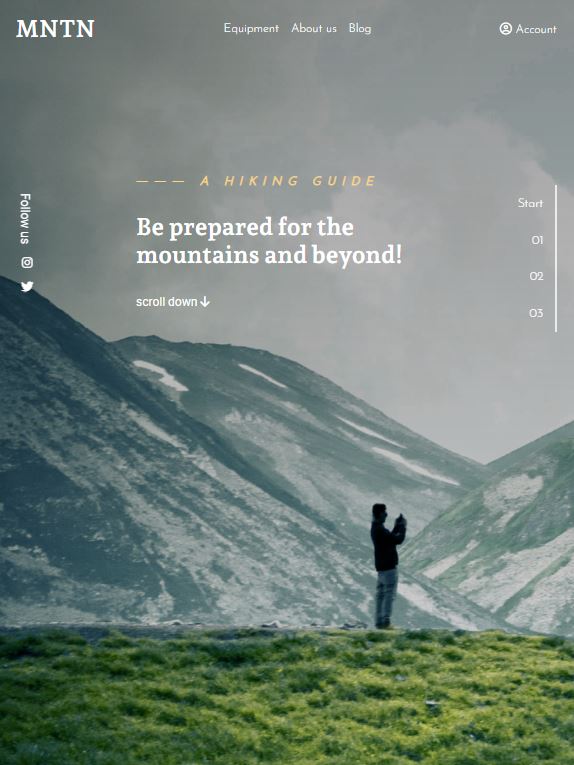 MNTN
Equipment About us Blog
Account
Follow us
A HIKING GUIDE
Be prepared for the
mountains and beyond!
scroll down
Start
01
02
03